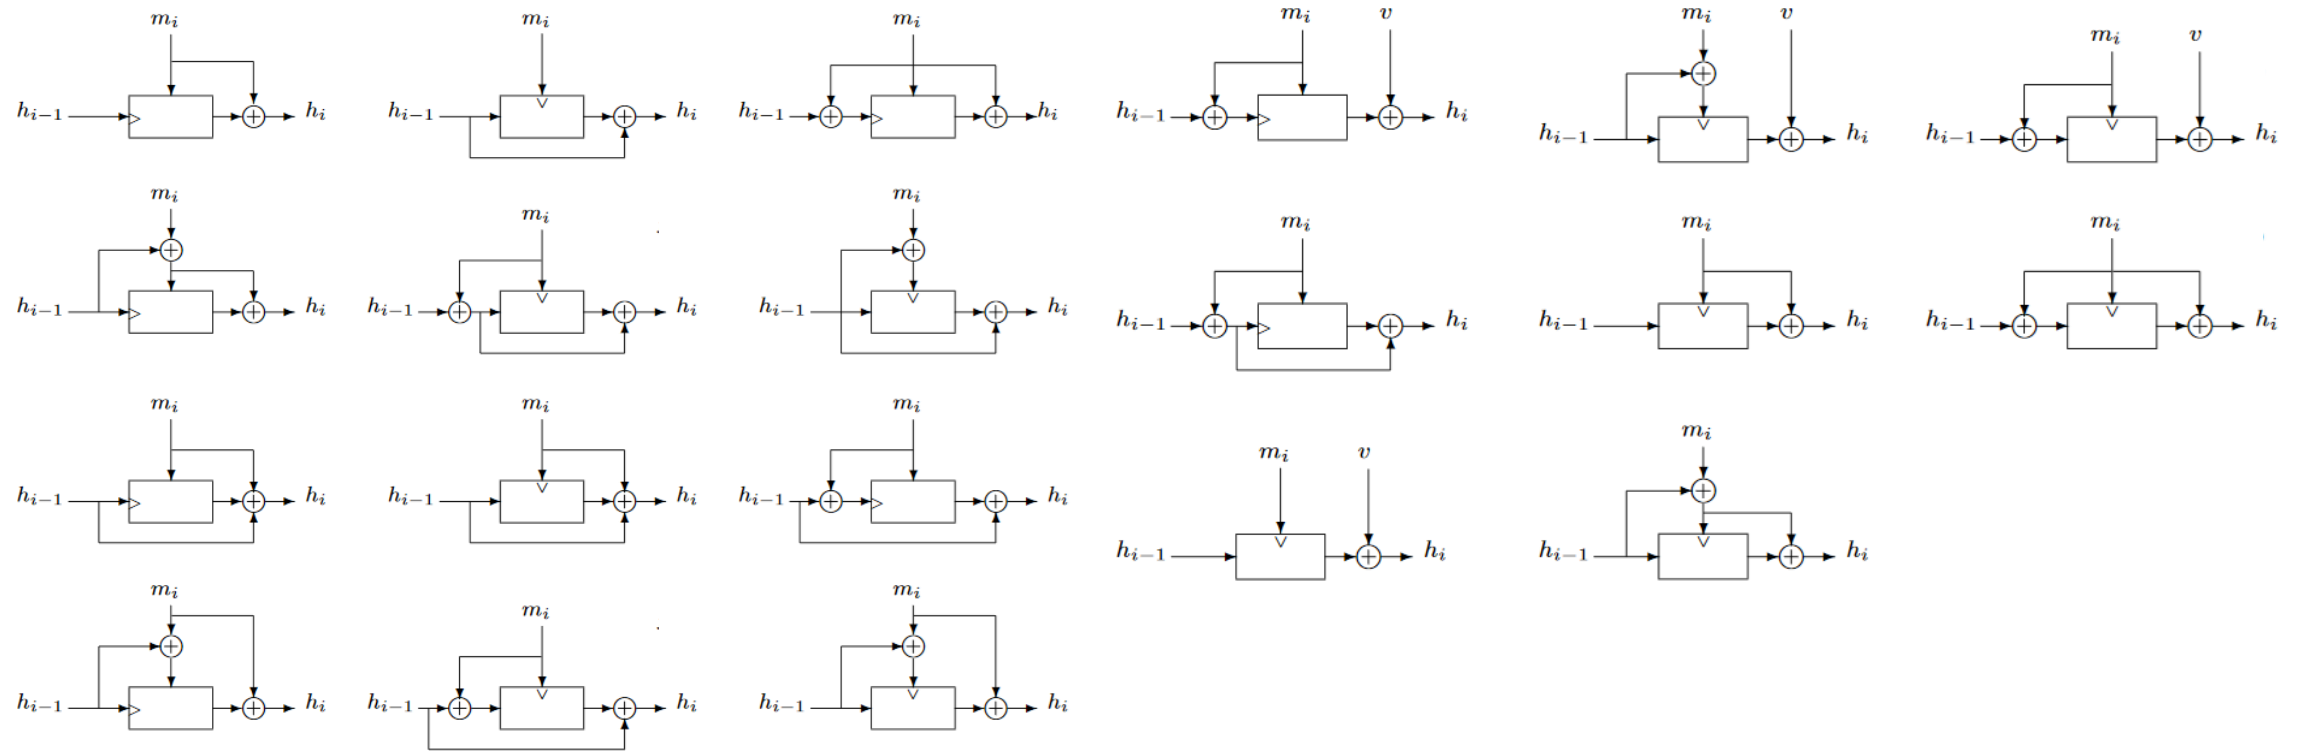 m_i m_i m_i m_i v m_i v m_i v
h_{i-1} h_i h_{i-1} h_i h_{i-1} h_i h_{i-1} h_i h_{i-1} h_i h_{i-1} h_i
m_i m_i m_i m_i m_i m_i
h_{i-1} h_i h_{i-1} h_i h_{i-1} h_i h_{i-1} h_i h_{i-1} h_i h_{i-1} h_i
m_i m_i m_i m_i v m_i
h_{i-1} h_i h_{i-1} h_i h_{i-1} h_i h_{i-1} h_i h_{i-1} h_i
m_i m_i m_i
h_{i-1} h_i h_{i-1} h_i h_{i-1} h_i